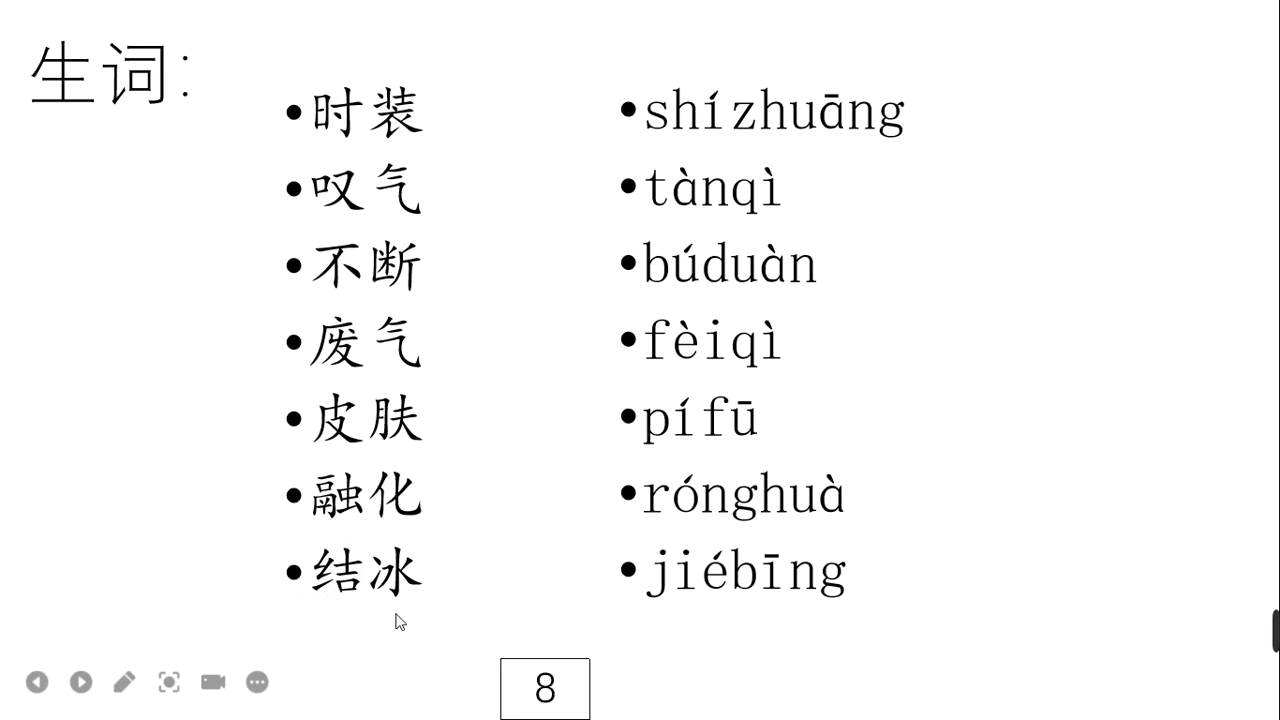 生词:
•时装 •shízhuāng
•叹气 •tànqì
•不断 •búduàn
•废气 •fèiqì
•皮肤 •pífū
•融化 •rónghuà
•结冰 •jiébīng
8